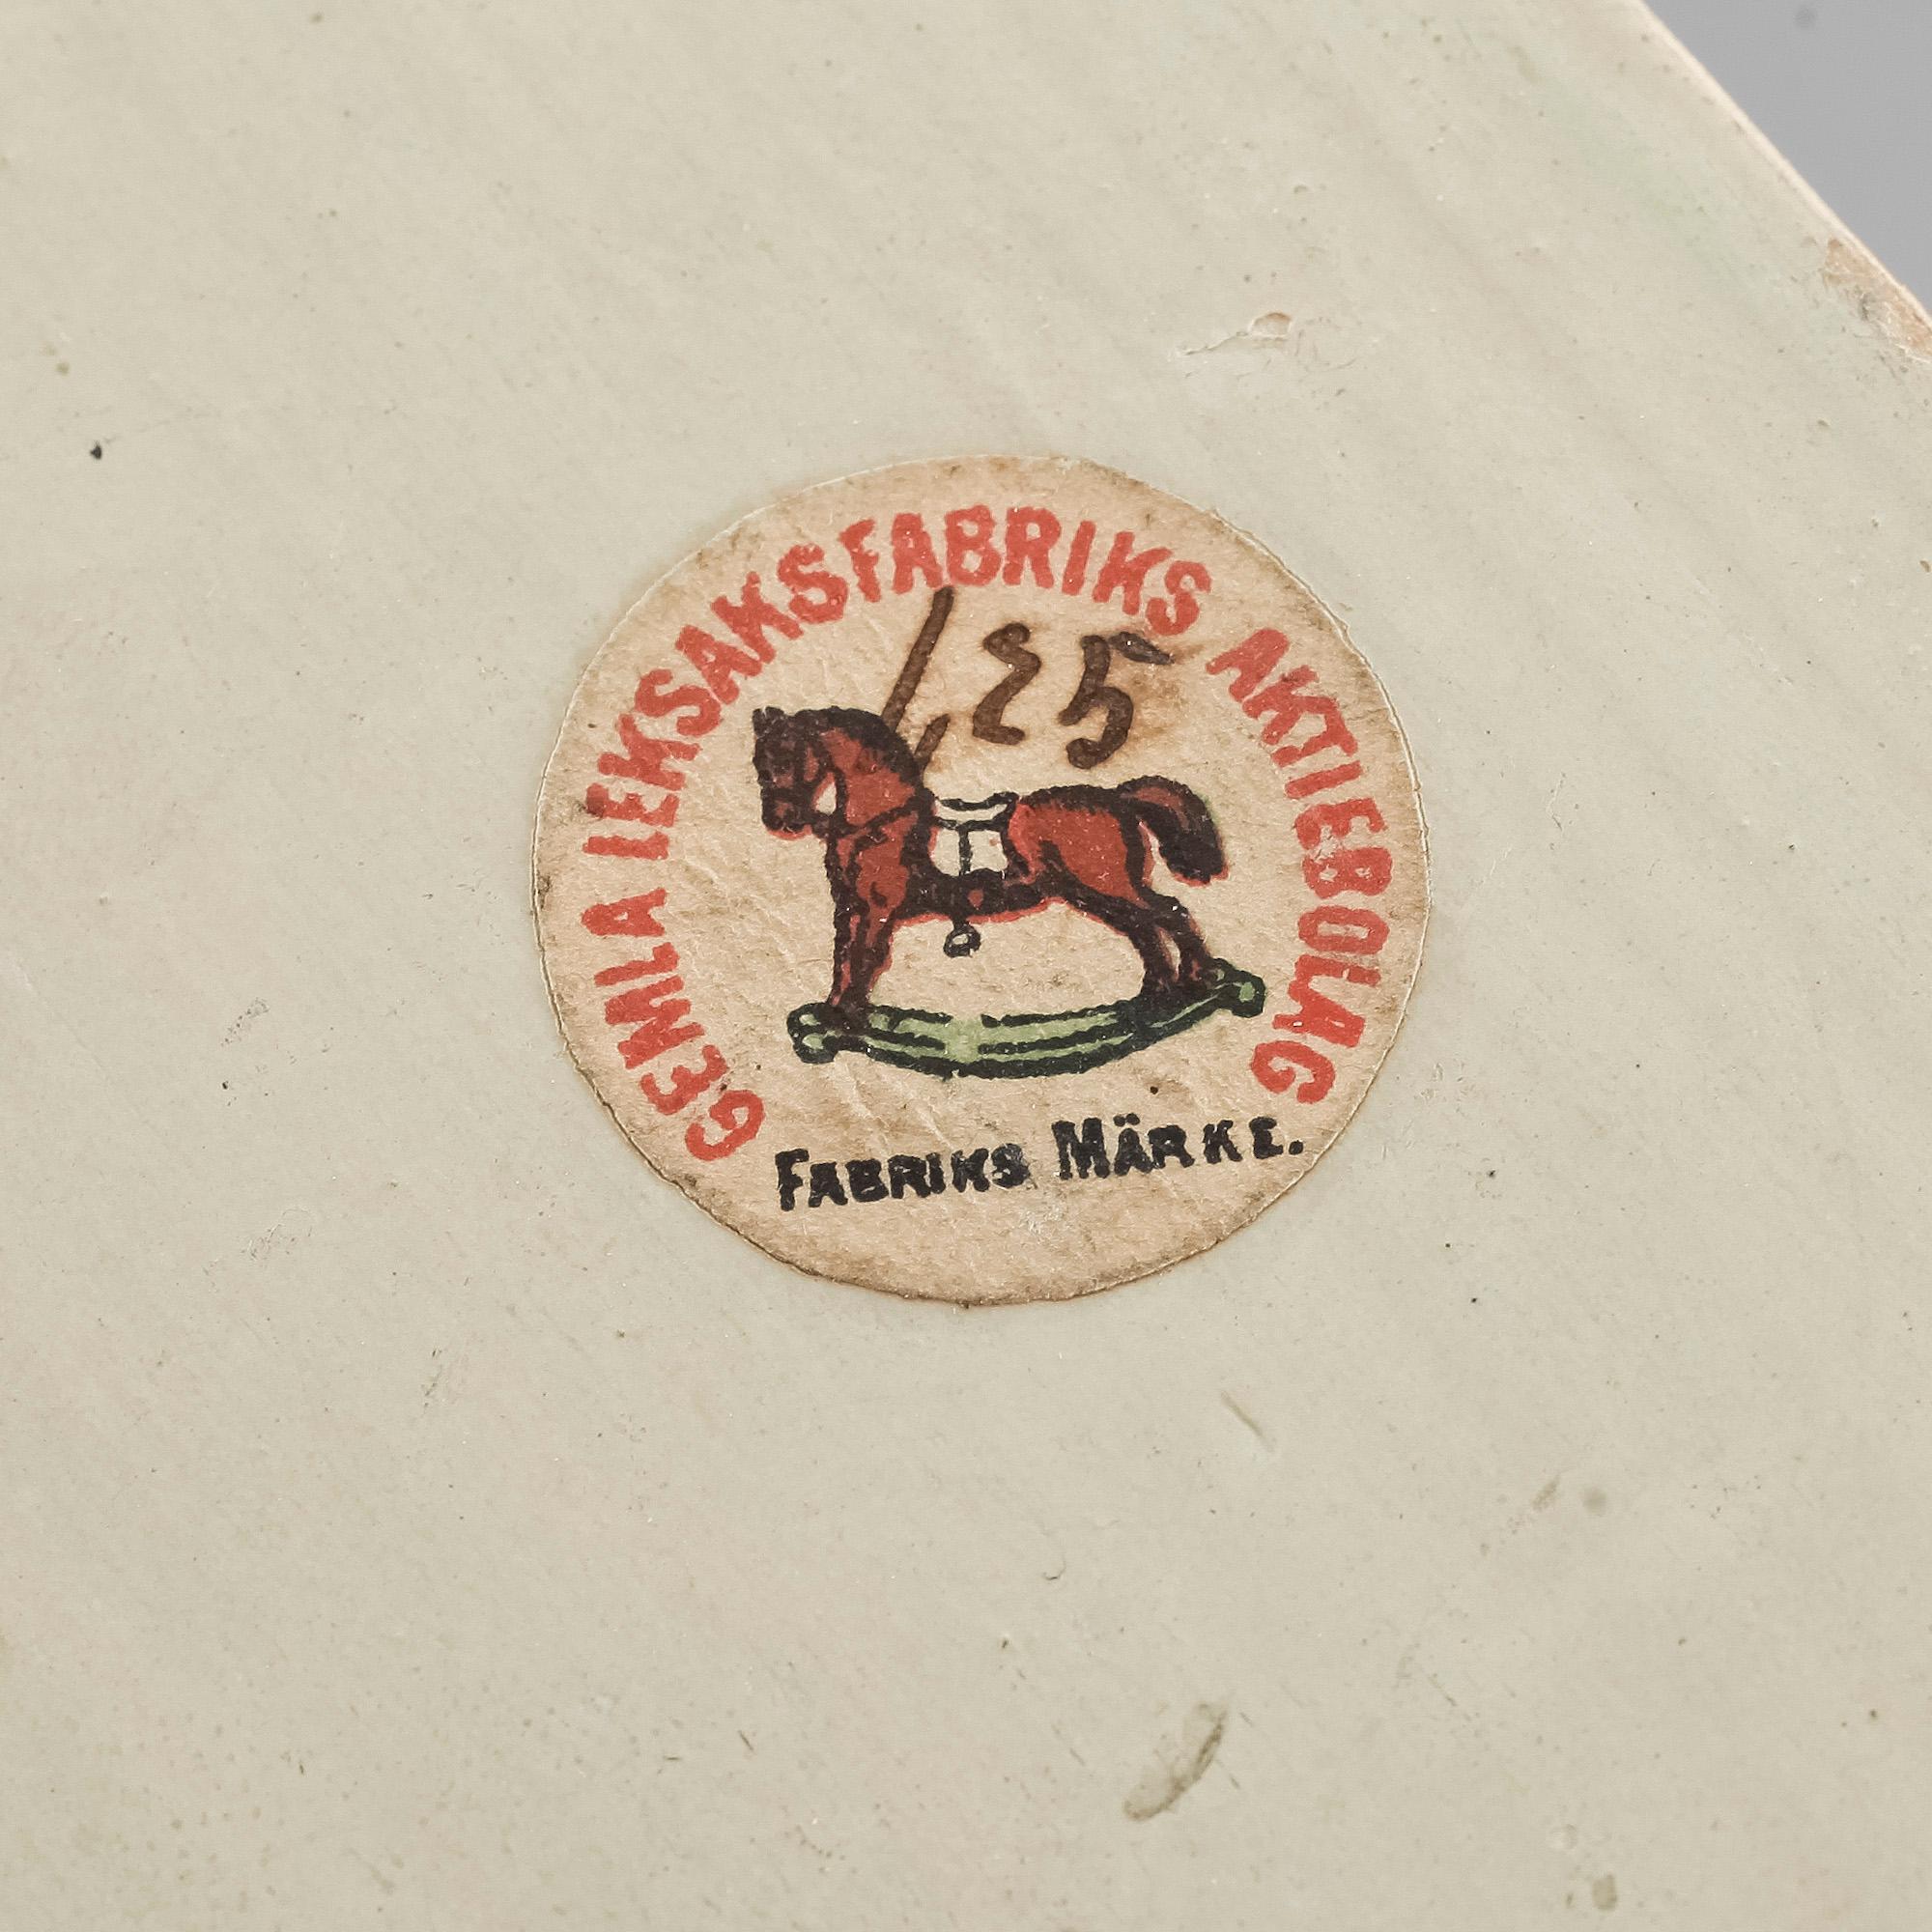 GEMLA LEKSAKSFABRIKS AKTIEBOLAG
1,25
FABRIKS MÄRKE.